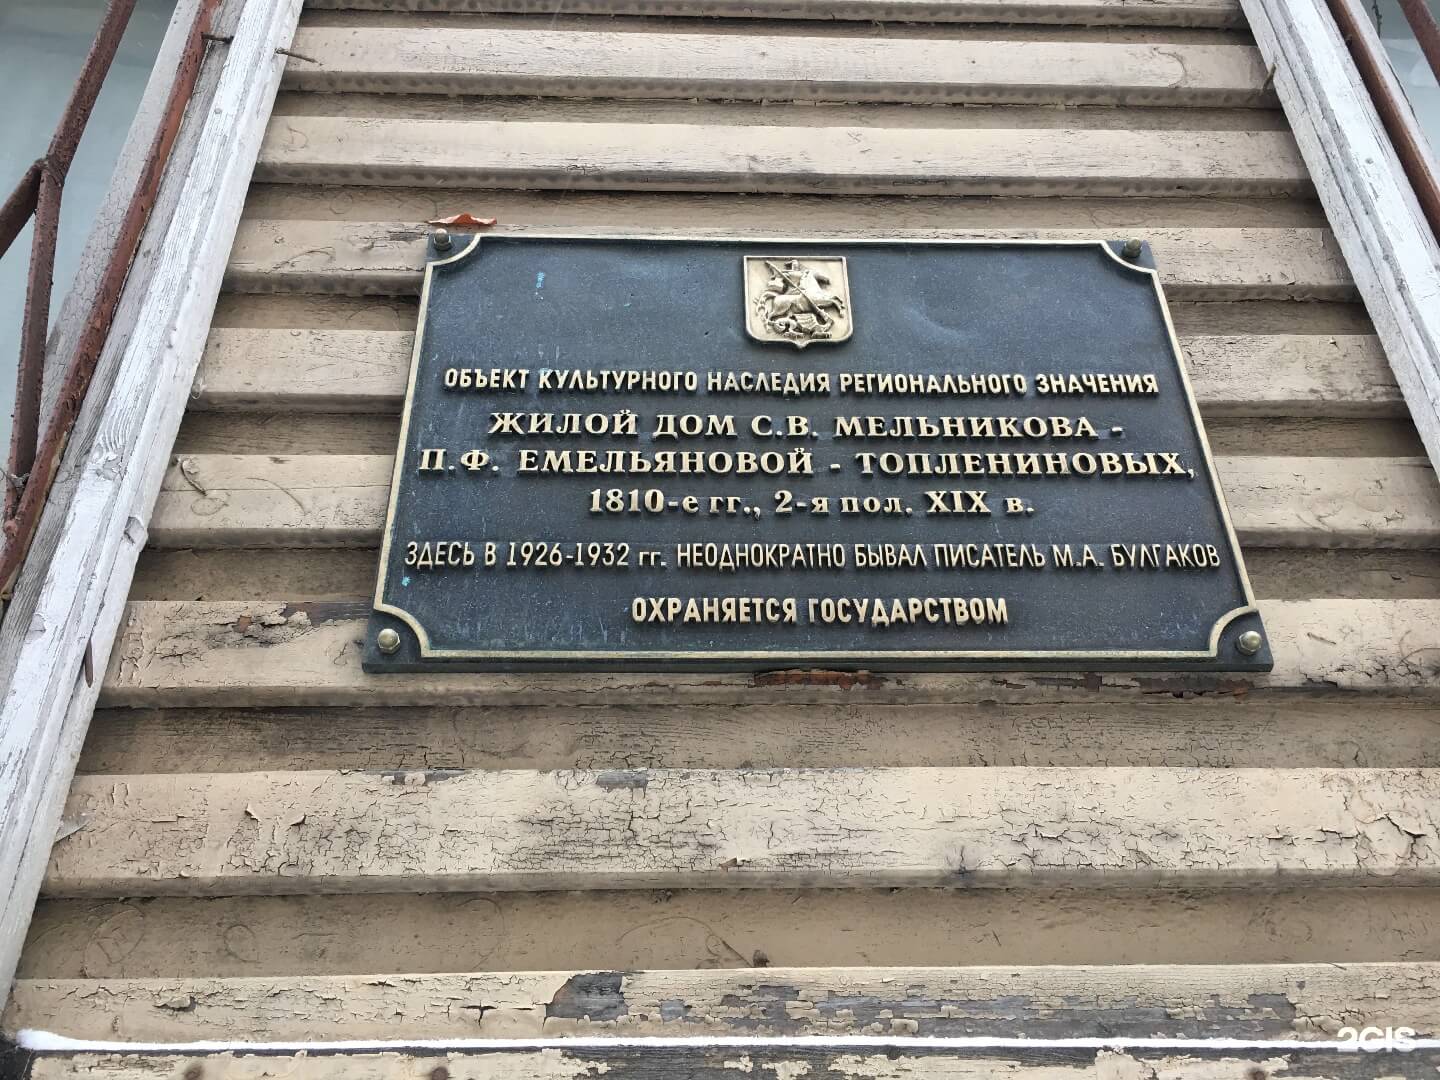 ОБЪЕКТ КУЛЬТУРНОГО НАСЛЕДИЯ РЕГИОНАЛЬНОГО ЗНАЧЕНИЯ
ЖИЛОЙ ДОМ С.В. МЕЛЬНИКОВА -
П.Ф. ЕМЕЛЬЯНОВОЙ - ТОПЛЕНИНОВЫХ,
1810-е гг., 2-я пол. XIX в.
ЗДЕСЬ В 1926-1932 гг. НЕОДНОКРАТНО БЫВАЛ ПИСАТЕЛЬ М.А. БУЛГАКОВ
ОХРАНЯЕТСЯ ГОСУДАРСТВОМ
2GIS